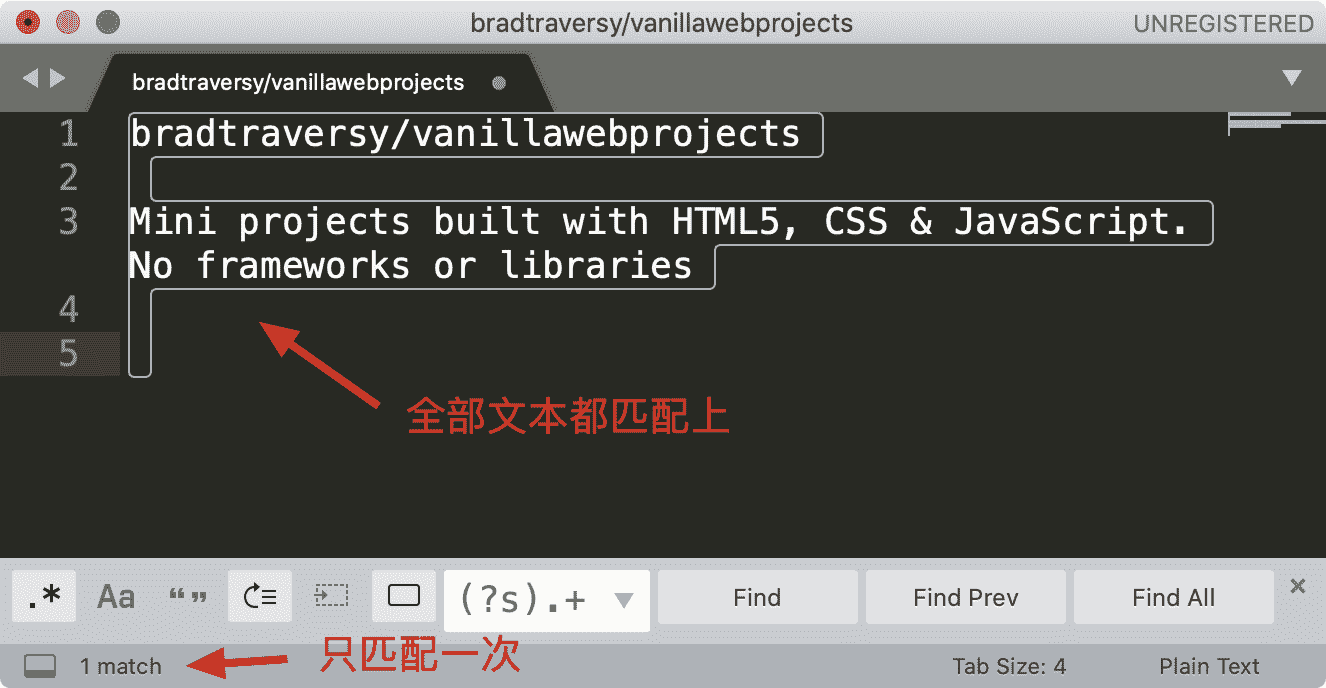 bradtraversy/vanillawebprojects
UNREGISTERED
bradtraversy/vanillawebprojects
1 bradtraversy/vanillawebprojects
2
3 Mini projects built with HTML5, CSS & JavaScript.
No frameworks or libraries
4
5
全部文本都匹配上
.* Aa “” (?s).+ Find Find Prev Find All ×
1 match 只匹配一次 Tab Size: 4 Plain Text